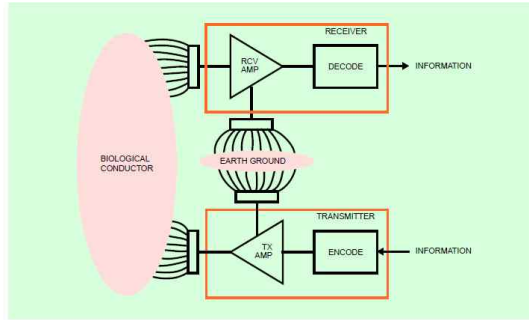 RECEIVER
RCV
AMP
DECODE
INFORMATION
BIOLOGICAL
CONDUCTOR
EARTH GROUND
TRANSMITTER
TX
AMP
ENCODE
INFORMATION